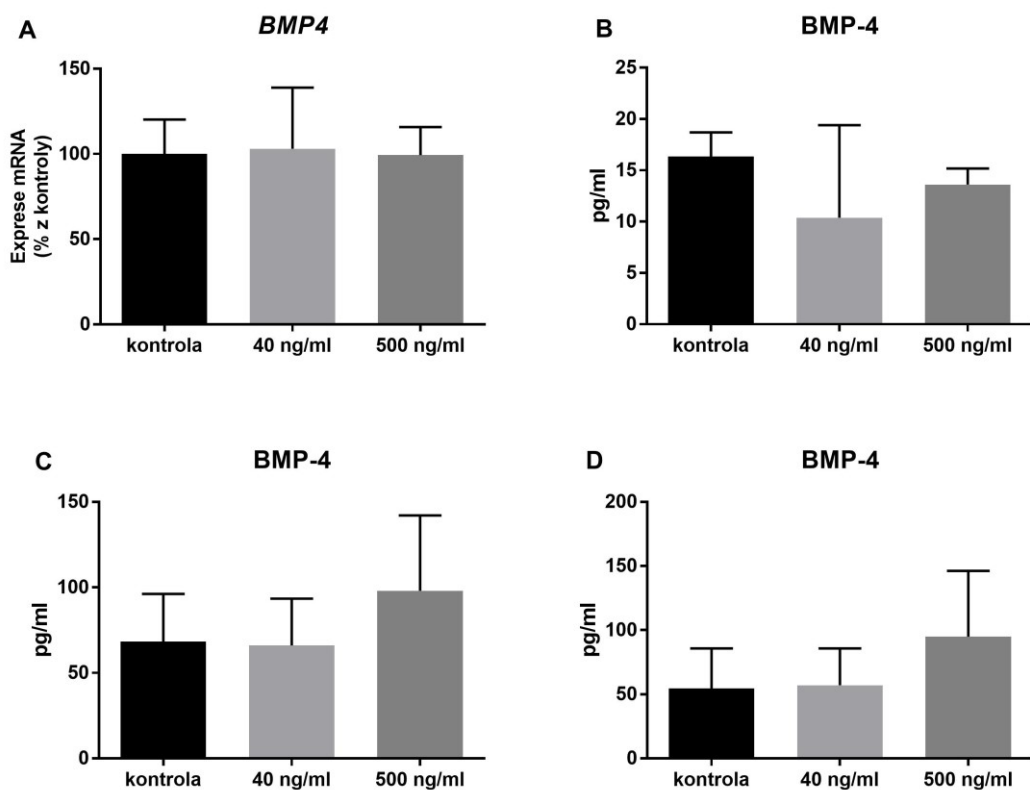 A
BMP4
Exprese mRNA
(% z kontroly)
150
100
50
0
kontrola 40 ng/ml 500 ng/ml
B
BMP-4
pg/ml
25
20
15
10
5
0
kontrola 40 ng/ml 500 ng/ml
C
BMP-4
pg/ml
150
100
50
0
kontrola 40 ng/ml 500 ng/ml
D
BMP-4
pg/ml
200
150
100
50
0
kontrola 40 ng/ml 500 ng/ml